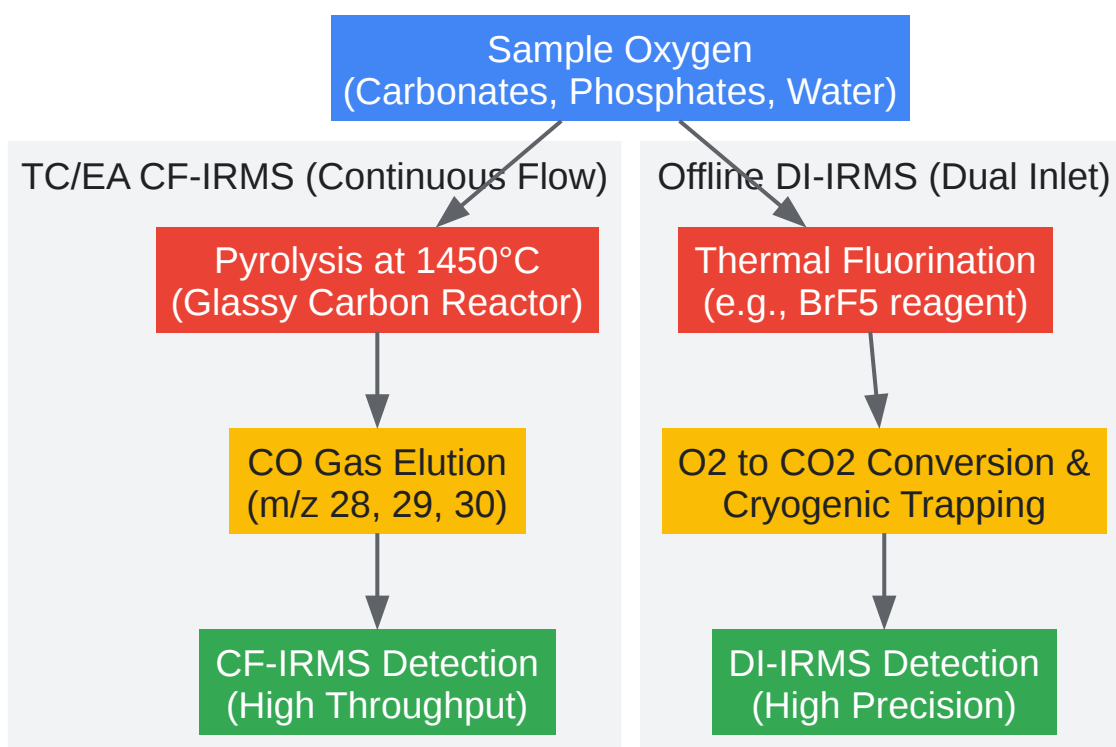 Sample Oxygen
(Carbonates, Phosphates, Water)
TC/EA CF-IRMS (Continuous Flow)
Pyrolysis at 1450°C
(Glassy Carbon Reactor)
CO Gas Elution
(m/z 28, 29, 30)
CF-IRMS Detection
(High Throughput)
Offline DI-IRMS (Dual Inlet)
Thermal Fluorination
(e.g., BrF5 reagent)
O2 to CO2 Conversion &
Cryogenic Trapping
DI-IRMS Detection
(High Precision)